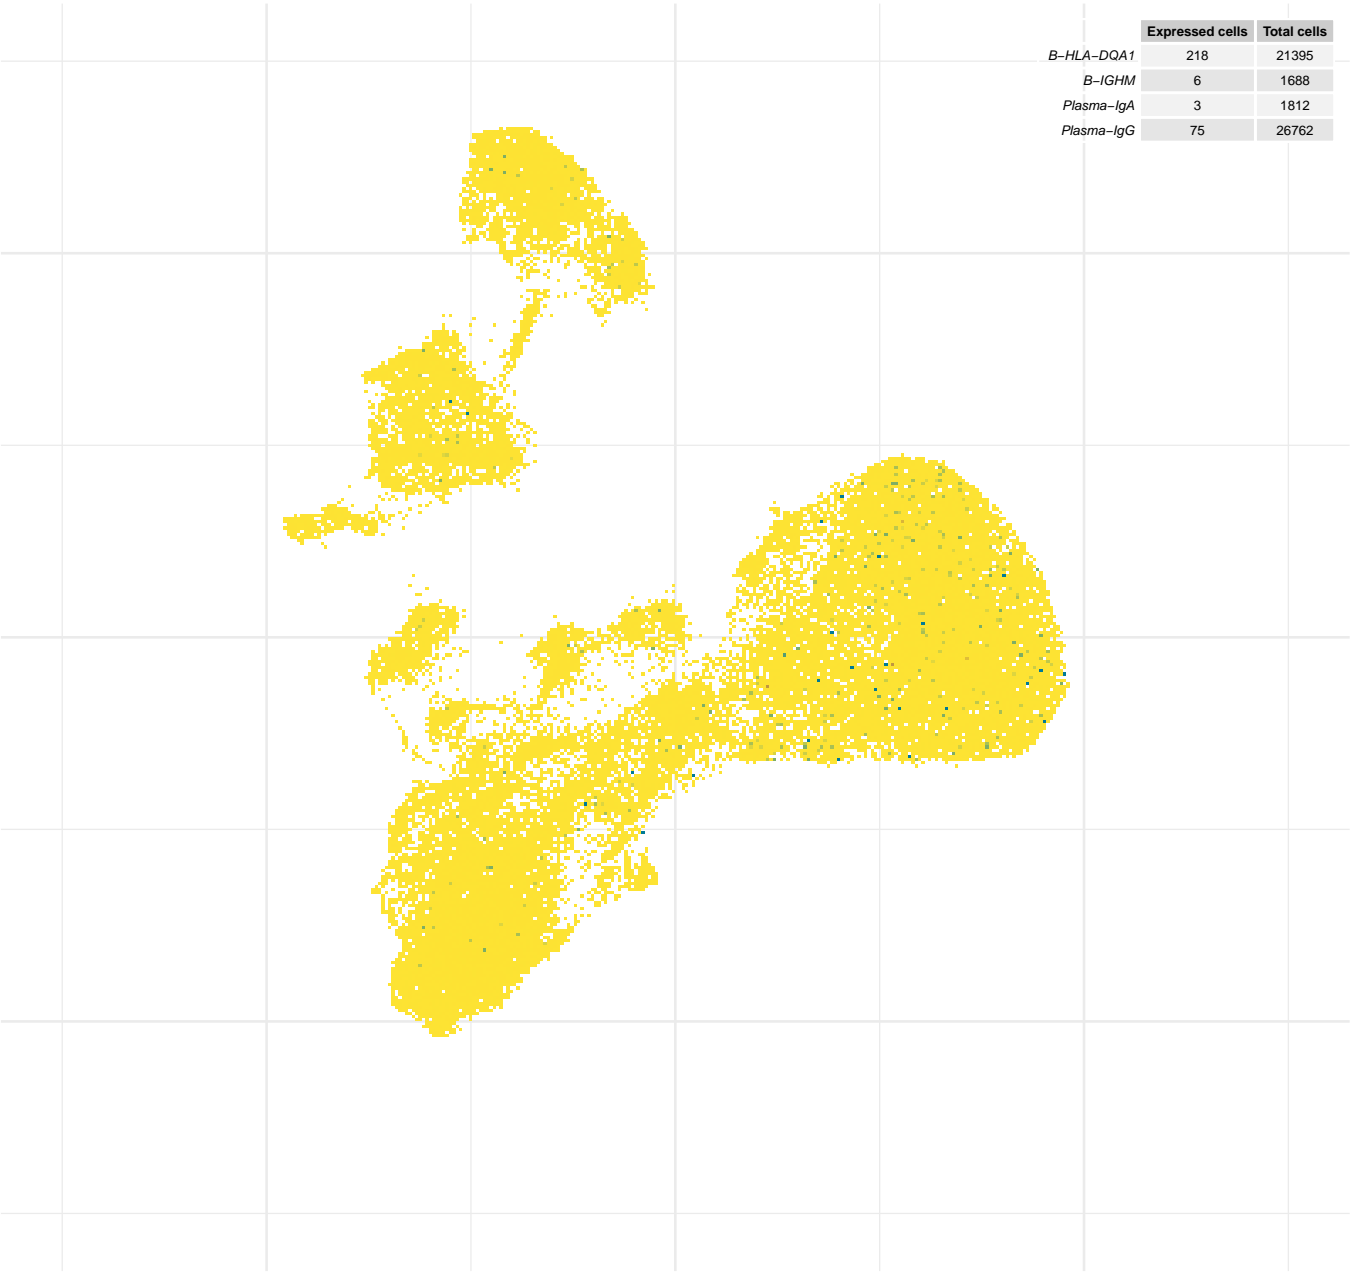 Expressed cells Total cells
B−HLA−DQA1 218 21395
B−IGHM 6 1688
Plasma−IgA 3 1812
Plasma−IgG 75 26762